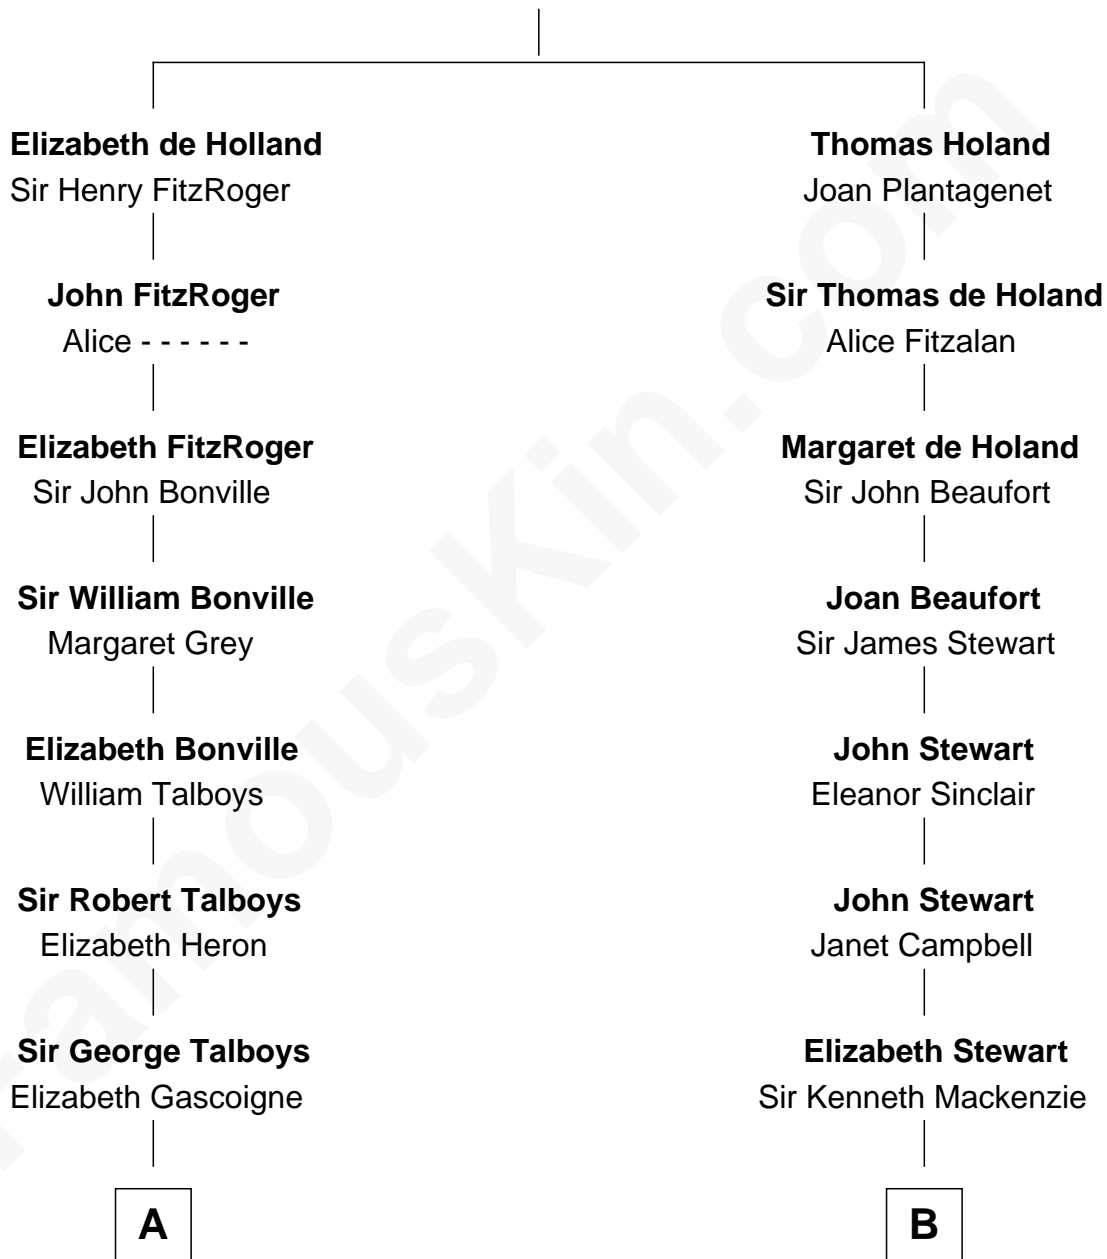 Elizabeth de Holland
Sir Henry FitzRoger
John FitzRoger
Alice - - - - - -
Elizabeth FitzRoger
Sir John Bonville
Sir William Bonville
Margaret Grey
Elizabeth Bonville
William Talboys
Sir Robert Talboys
Elizabeth Heron
Sir George Talboys
Elizabeth Gascoigne
A
Thomas Holand
Joan Plantagenet
Sir Thomas de Holand
Alice Fitzalan
Margaret de Holand
Sir John Beaufort
Joan Beaufort
Sir James Stewart
John Stewart
Eleanor Sinclair
John Stewart
Janet Campbell
Elizabeth Stewart
Sir Kenneth Mackenzie
B
FamousKin.com